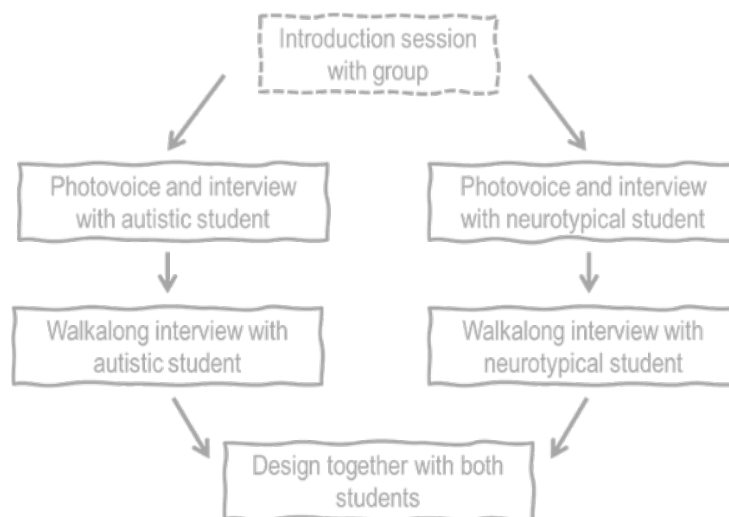 Introduction session
with group
Photovoice and interview
with autistic student
Photovoice and interview
with neurotypical student
Walkalong interview with
autistic student
Walkalong interview with
neurotypical student
Design together with both
students